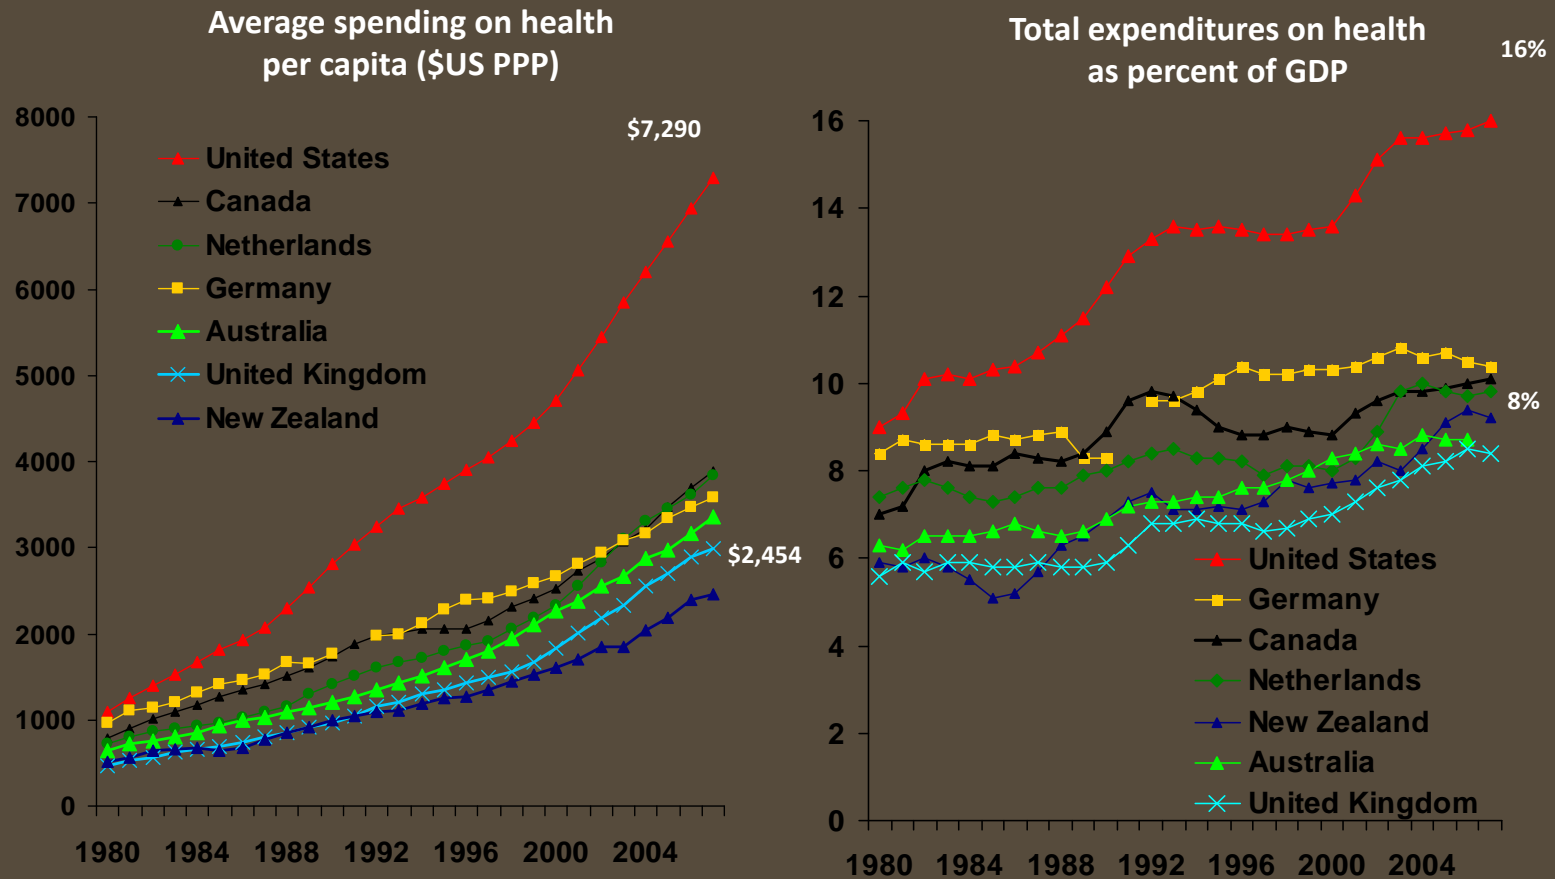 Average spending on health
per capita ($US PPP)
8000
7000
6000
5000
4000
3000
2000
1000
0
$7,290
$2,454
United States
Canada
Netherlands
Germany
Australia
United Kingdom
New Zealand
1980 1984 1988 1992 1996 2000 2004
Total expenditures on health
as percent of GDP
16%
8%
16
14
12
10
8
6
4
2
0
United States
Germany
Canada
Netherlands
New Zealand
Australia
United Kingdom
1980 1984 1988 1992 1996 2000 2004